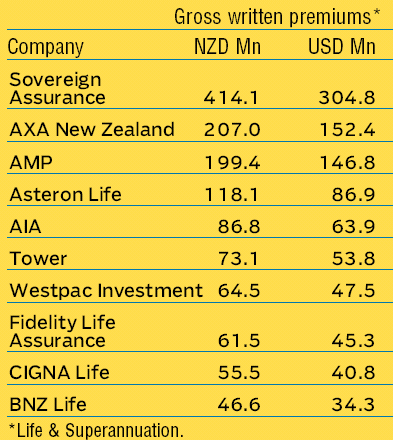 Gross written premiums*
Company NZD Mn USD Mn
Sovereign
Assurance 414.1 304.8
AXA New Zealand 207.0 152.4
AMP 199.4 146.8
Asteron Life 118.1 86.9
AIA 86.8 63.9
Tower 73.1 53.8
Westpac Investment 64.5 47.5
Fidelity Life
Assurance 61.5 45.3
CIGNA Life 55.5 40.8
BNZ Life 46.6 34.3
*Life & Superannuation.